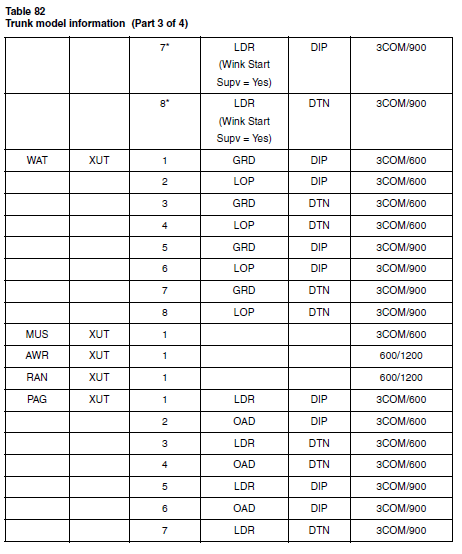 Table 82
Trunk model information (Part 3 of 4)
7* LDR DIP 3COM/900
(Wink Start
Supv = Yes)
8* LDR DTN 3COM/900
(Wink Start
Supv = Yes)
WAT XUT 1 GRD DIP 3COM/600
2 LOP DIP 3COM/600
3 GRD DTN 3COM/600
4 LOP DTN 3COM/600
5 GRD DIP 3COM/900
6 LOP DIP 3COM/900
7 GRD DTN 3COM/900
8 LOP DTN 3COM/900
MUS XUT 1 3COM/600
AWR XUT 1 600/1200
RAN XUT 1 600/1200
PAG XUT 1 LDR DIP 3COM/600
2 OAD DIP 3COM/600
3 LDR DTN 3COM/600
4 OAD DTN 3COM/600
5 LDR DIP 3COM/900
6 OAD DIP 3COM/900
7 LDR DTN 3COM/900